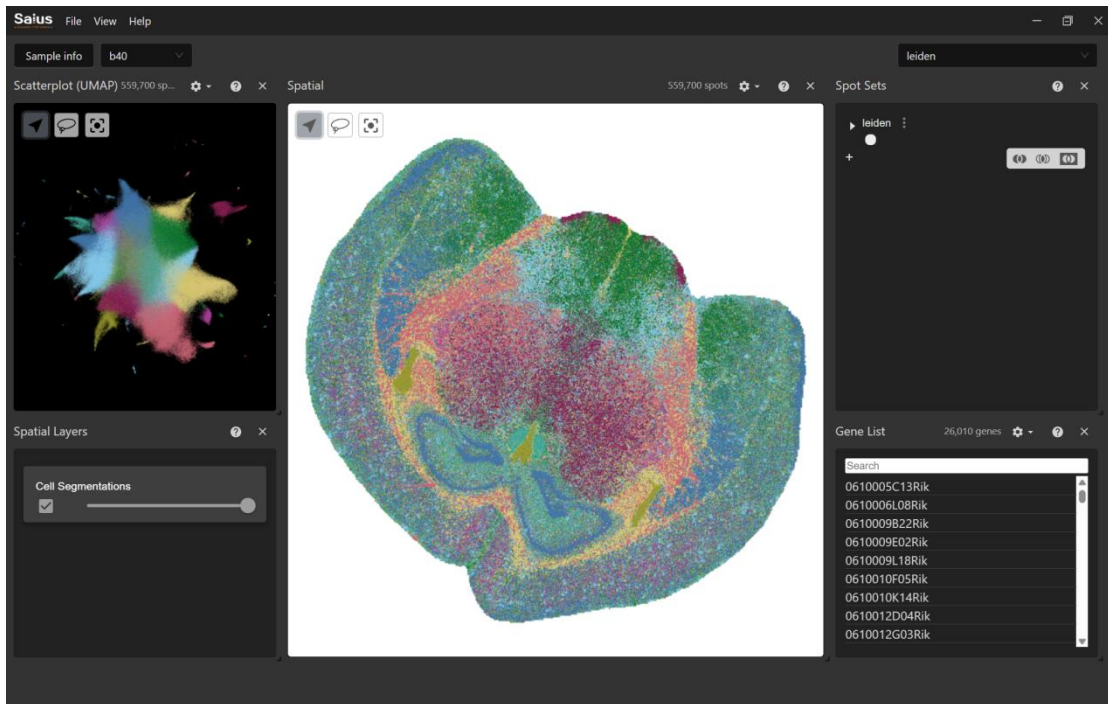 Saius File View Help
Sample info b40 leiden
Scatterplot (UMAP) 559,700 sp...
Spatial 559,700 spots
Spot Sets
leiden
+
Spatial Layers
Cell Segmentations
Gene List 26,010 genes
Search
0610005C13Rik
0610006L08Rik
0610009B22Rik
0610009E02Rik
0610009L18Rik
0610010F05Rik
0610010K14Rik
0610012D04Rik
0610012G03Rik